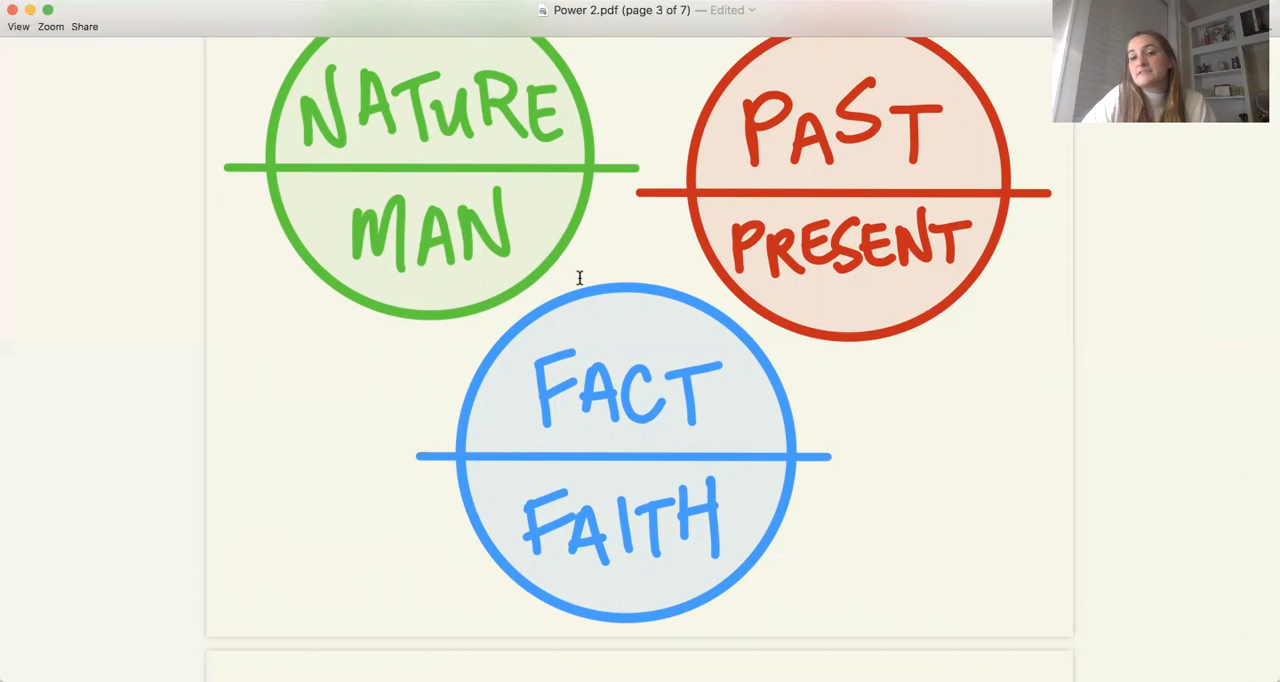 Power 2.pdf (page 3 of 7) — Edited
View Zoom Share
NATURE
MAN
PAST
PRESENT
FACT
FAITH